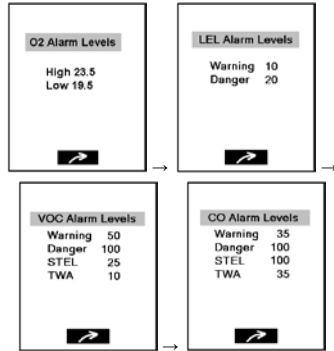 O2 Alarm Levels
High 23.5
Low 19.5
→
LEL Alarm Levels
Warning 10
Danger 20
→
VOC Alarm Levels
Warning 50
Danger 100
STEL 25
TWA 10
→
CO Alarm Levels
Warning 35
Danger 100
STEL 100
TWA 35